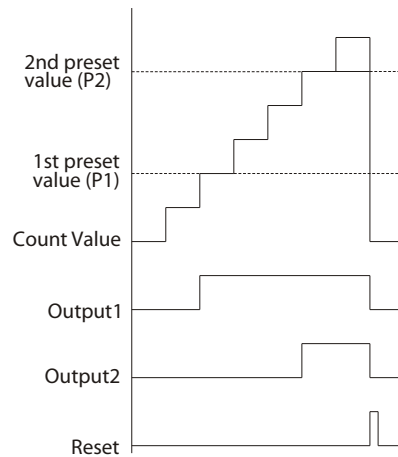 2nd preset
value (P2)
1st preset
value (P1)
Count Value
Output1
Output2
Reset